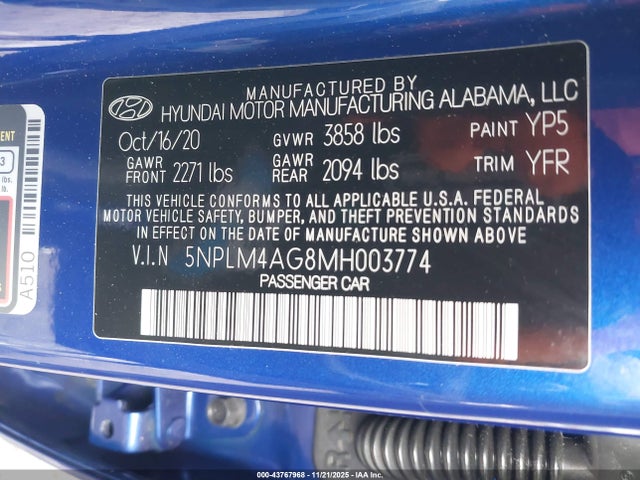 MANUFACTURED BY
HYUNDAI MOTOR MANUFACTURING ALABAMA, LLC
Oct/16/20 GVWR 3858 lbs PAINT YP5
GAWR FRONT 2271 lbs GAWR REAR 2094 lbs TRIM YFR
THIS VEHICLE CONFORMS TO ALL APPLICABLE U.S.A. FEDERAL
MOTOR VEHICLE SAFETY, BUMPER, AND THEFT PREVENTION STANDARDS
IN EFFECT ON THE DATE OF MANUFACTURE SHOWN ABOVE
V.I.N 5NPLM4AG8MH003774
PASSENGER CAR
3
lbs.
lb.
A510
000-43767968 - 11/21/2025 - IAA Inc.